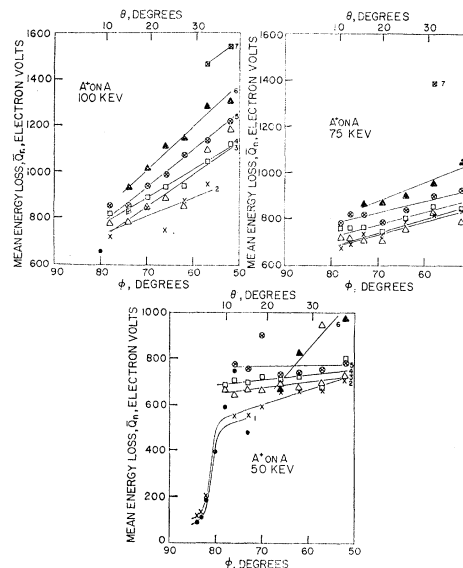 θ, DEGREES
10 20 30
MEAN ENERGY LOSS, Q̄n, ELECTRON VOLTS
1600
1400
1200
1000
800
600
A⁺ON A
100 KEV
7
6
5
4
3
2
90 80 70 60 50
ϕ, DEGREES
θ, DEGREES
10 20 30
MEAN ENERGY LOSS, Q̄n, ELECTRON VOLTS
1600
1400
1200
1000
800
600
A⁺ON A
75 KEV
7
90 80 70 60
ϕ, DEGREES
θ, DEGREES
10 20 30
MEAN ENERGY LOSS, Q̄n, ELECTRON VOLTS
1000
800
600
400
200
0
6
5
4
3
2
1
A⁺ ON A
50 KEV
90 80 70 60 50
ϕ, DEGREES